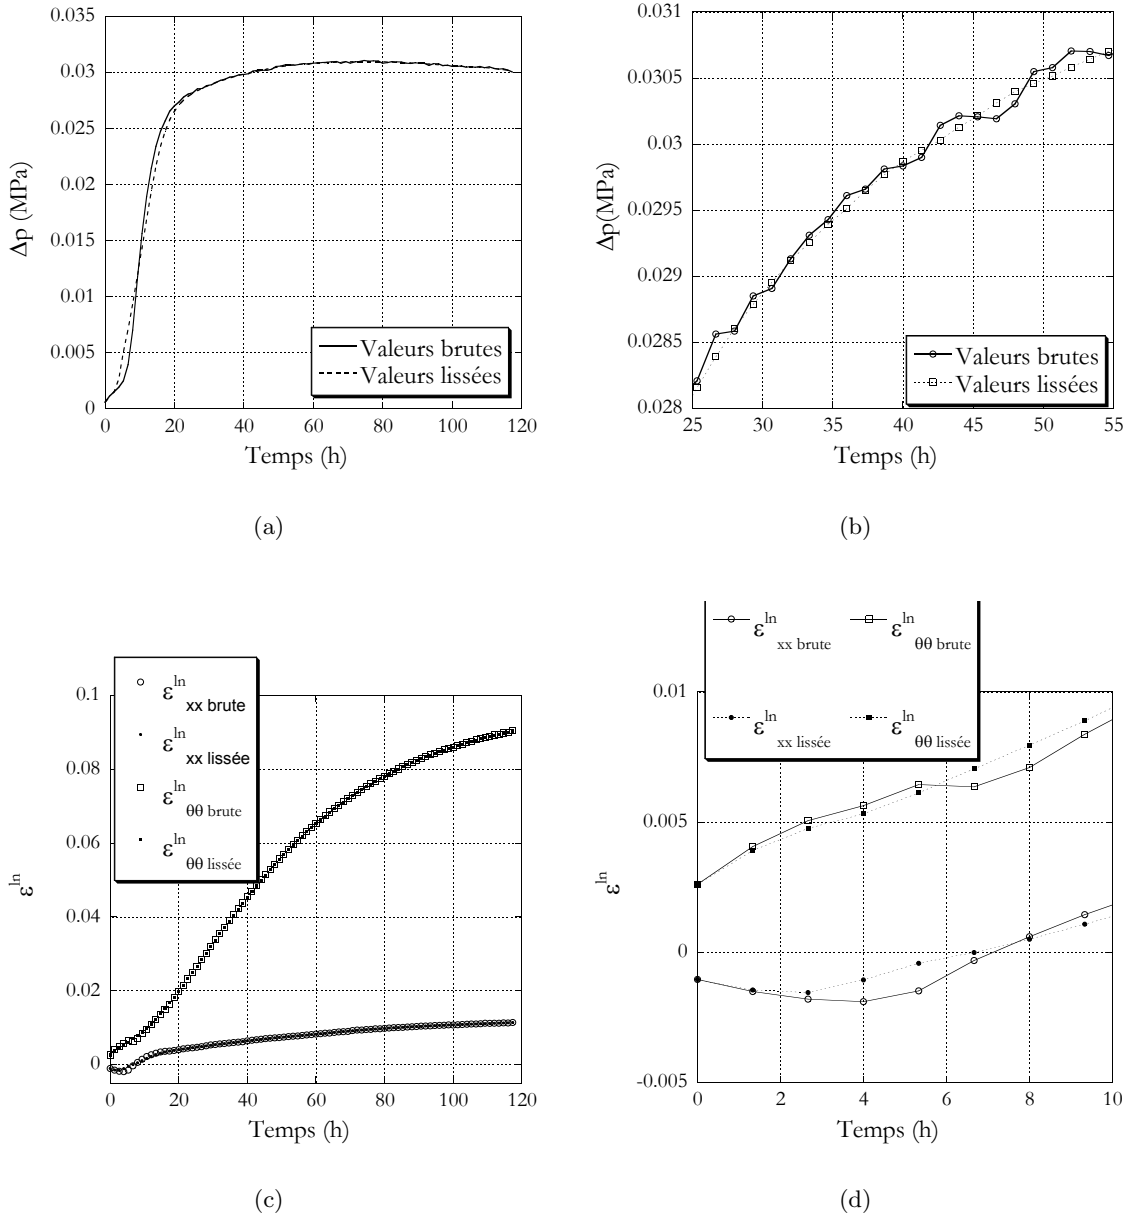 0.035
0.03
0.025
0.02
0.015
0.01
0.005
0
Δp (MPa)
Valeurs brutes
Valeurs lissées
0 20 40 60 80 100 120
Temps (h)
(a)
0.031
0.0305
0.03
0.0295
0.029
0.0285
0.028
Δp(MPa)
Valeurs brutes
Valeurs lissées
25 30 35 40 45 50 55
Temps (h)
(b)
ε^ln xx brute
ε^ln xx lissée
ε^ln θθ brute
ε^ln θθ lissée
0.1
0.08
0.06
0.04
0.02
0
ε^ln
0 20 40 60 80 100 120
Temps (h)
(c)
ε^ln xx brute ε^ln θθ brute
ε^ln xx lissée ε^ln θθ lissée
0.01
0.005
0
-0.005
ε^ln
0 2 4 6 8 10
Temps (h)
(d)